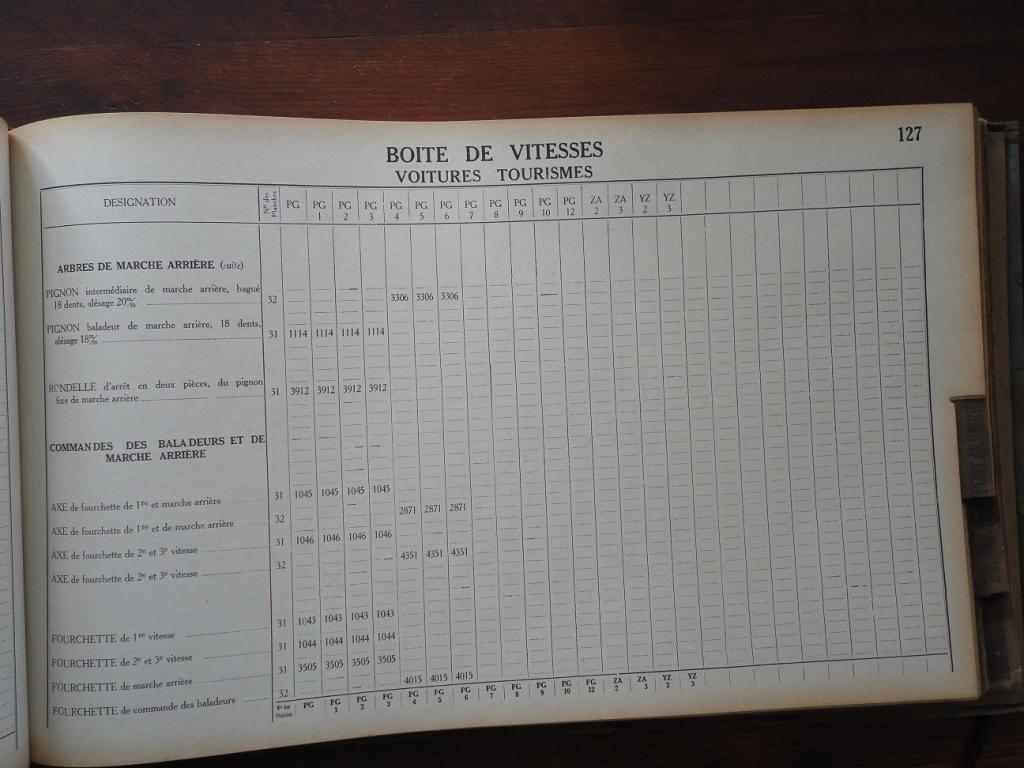 127
BOITE DE VITESSES
VOITURES TOURISMES
DESIGNATION Nos des Planches PG PG 1 PG 2 PG 3 PG 4 PG 5 PG 6 PG 7 PG 8 PG 9 PG 10 PG 12 ZA 2 ZA 3 YZ 2 YZ 3
ARBRES DE MARCHE ARRIÈRE (suite)
PIGNON intermédiaire de marche arrière, bagué
18 dents, alésage 20m/m 32 3306 3306 3306
PIGNON baladeur de marche arrière, 18 dents,
alésage 18m/m 31 1114 1114 1114 1114
RONDELLE d'arrêt en deux pièces, du pignon
fixe de marche arrière 31 3912 3912 3912 3912
COMMANDES DES BALADEURS ET DE
MARCHE ARRIÈRE
AXE de fourchette de 1re et marche arrière 31 1045 1045 1045 1045
AXE de fourchette de 1re et de marche arrière 32 2871 2871 2871
AXE de fourchette de 2e et 3e vitesse 31 1046 1046 1046 1046
AXE de fourchette de 2e et 3e vitesse 32 4351 4351 4351
FOURCHETTE de 1re vitesse 31 1043 1043 1043 1043
FOURCHETTE de 2e et 3e vitesse 31 1044 1044 1044 1044
FOURCHETTE de marche arrière 31 3505 3505 3505 3505
FOURCHETTE de commande des baladeurs 32 4015 4015 4015
Nos des Planches PG PG 1 PG 2 PG 3 PG 4 PG 5 PG 6 PG 7 PG 8 PG 9 PG 10 PG 12 ZA 2 ZA 3 YZ 2 YZ 3